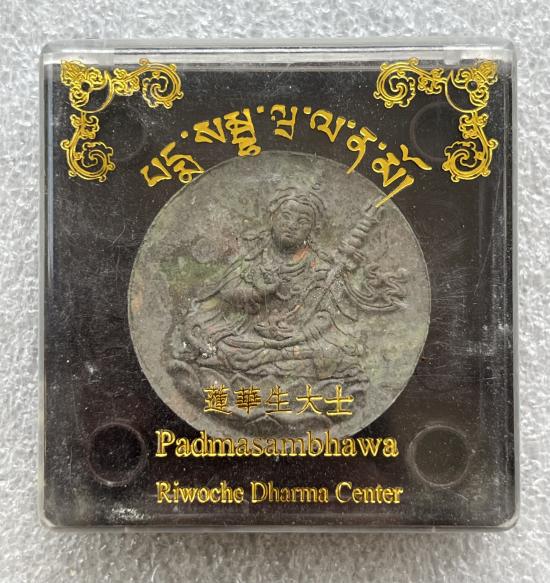 པདྨ་སམྦྷ་ཝ་ལ་ན་མོ།
蓮華生大士
Padmasambhawa
Riwoche Dharma Center